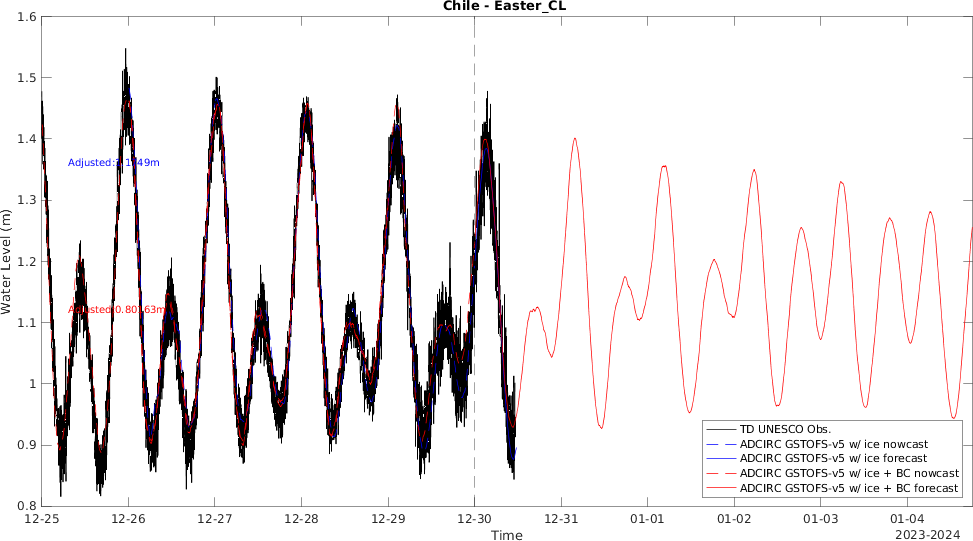 Chile - Easter_CL
1.6
1.5
1.4
1.3
1.2
1.1
1
0.9
0.8
Water Level (m)
Adjusted:
Adjusted:
TD UNESCO Obs.
ADCIRC GSTOFS-v5 w/ ice nowcast
ADCIRC GSTOFS-v5 w/ ice forecast
ADCIRC GSTOFS-v5 w/ ice + BC nowcast
ADCIRC GSTOFS-v5 w/ ice + BC forecast
12-25 12-26 12-27 12-28 12-29 12-30 12-31 01-01 01-02 01-03 01-04
Time
2023-2024